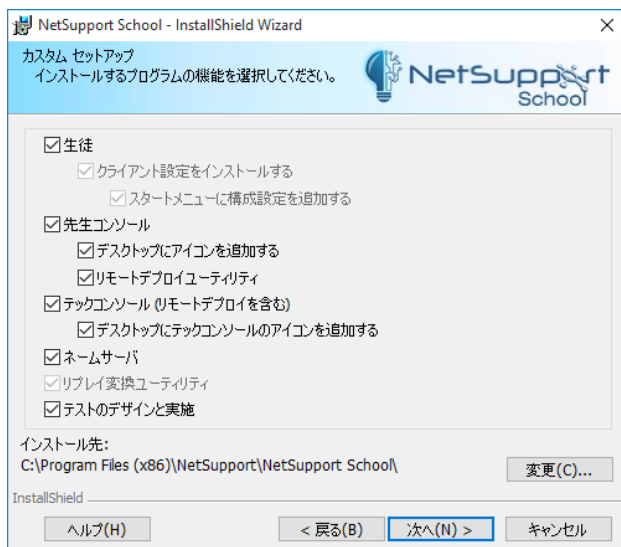 NetSupport School - InstallShield Wizard
カスタム セットアップ
インストールするプログラムの機能を選択してください。
NetSupport
School
生徒
クライアント設定をインストールする
スタートメニューに構成設定を追加する
先生コンソール
デスクトップにアイコンを追加する
リモートデプロイユーティリティ
テックコンソール (リモートデプロイを含む)
デスクトップにテックコンソールのアイコンを追加する
ネームサーバ
リプレイ変換ユーティリティ
テストのデザインと実施
インストール先:
C:\Program Files (x86)\NetSupport\NetSupport School\
変更(C)...
InstallShield
ヘルプ(H)
< 戻る(B)
次へ(N) >
キャンセル